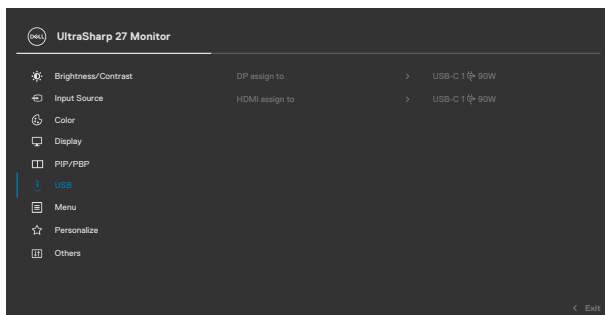 DELL UltraSharp 27 Monitor
Brightness/Contrast DP assign to > USB-C 1 90W
Input Source HDMI assign to > USB-C 1 90W
Color
Display
PIP/PBP
USB
Menu
Personalize
Others
< Exit